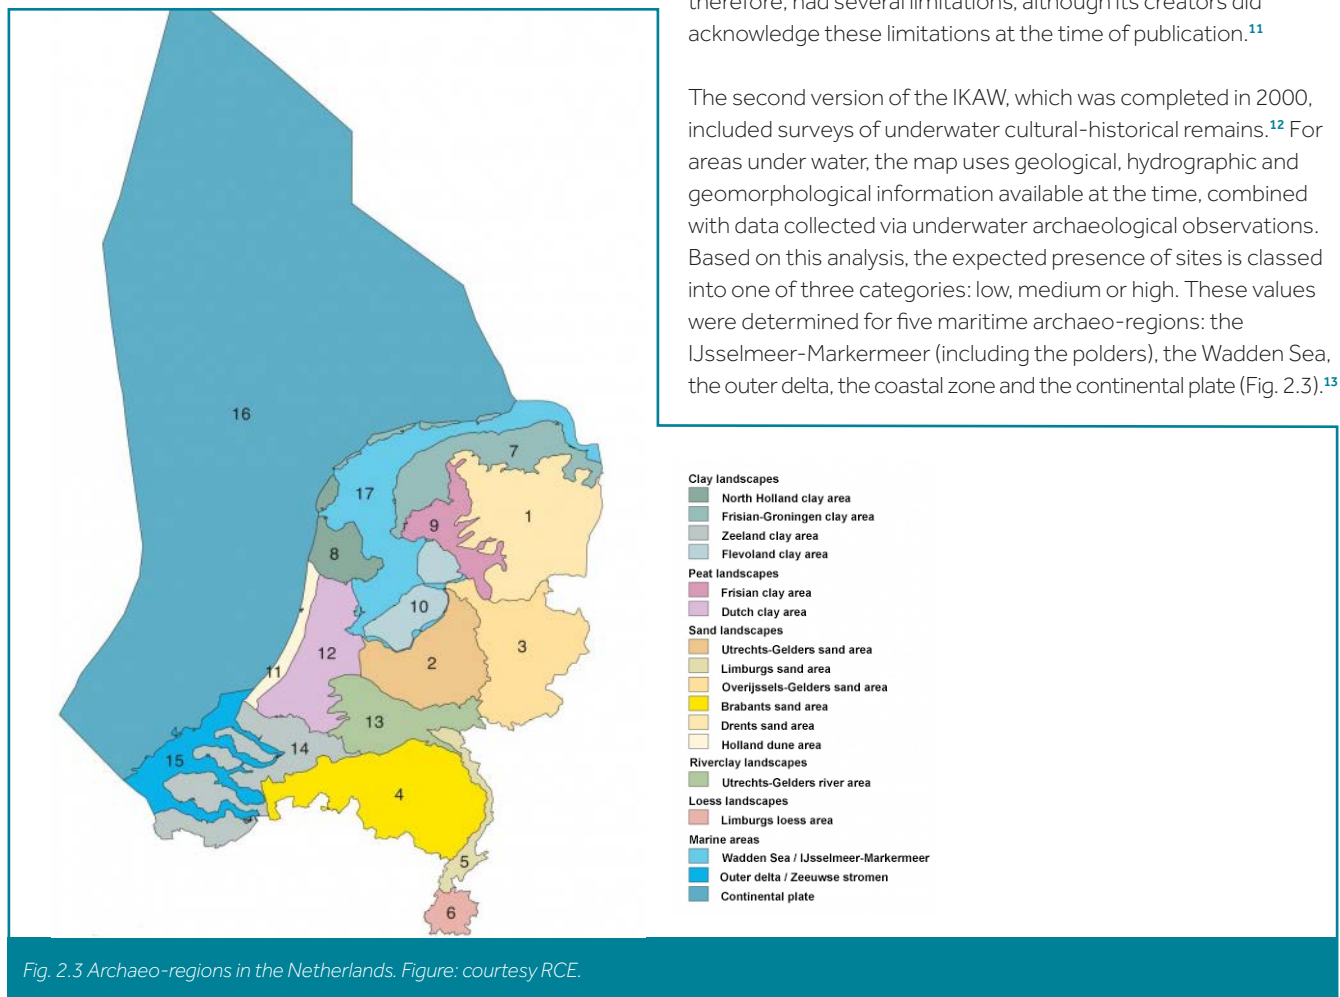 therefore, had several limitations, although its creators did
acknowledge these limitations at the time of publication.11
The second version of the IKAW, which was completed in 2000,
included surveys of underwater cultural-historical remains.12 For
areas under water, the map uses geological, hydrographic and
geomorphological information available at the time, combined
with data collected via underwater archaeological observations.
Based on this analysis, the expected presence of sites is classed
into one of three categories: low, medium or high. These values
were determined for five maritime archaeo-regions: the
IJsselmeer-Markermeer (including the polders), the Wadden Sea,
the outer delta, the coastal zone and the continental plate (Fig. 2.3).13
16
7
17
1
9
8
10
3
12
2
11
13
14
15
4
5
6
Clay landscapes
North Holland clay area
Frisian-Groningen clay area
Zeeland clay area
Flevoland clay area
Peat landscapes
Frisian clay area
Dutch clay area
Sand landscapes
Utrechts-Gelders sand area
Limburgs sand area
Overijssels-Gelders sand area
Brabants sand area
Drents sand area
Holland dune area
Riverclay landscapes
Utrechts-Gelders river area
Loess landscapes
Limburgs loess area
Marine areas
Wadden Sea / IJsselmeer-Markermeer
Outer delta / Zeeuwse stromen
Continental plate
Fig. 2.3 Archaeo-regions in the Netherlands. Figure: courtesy RCE.